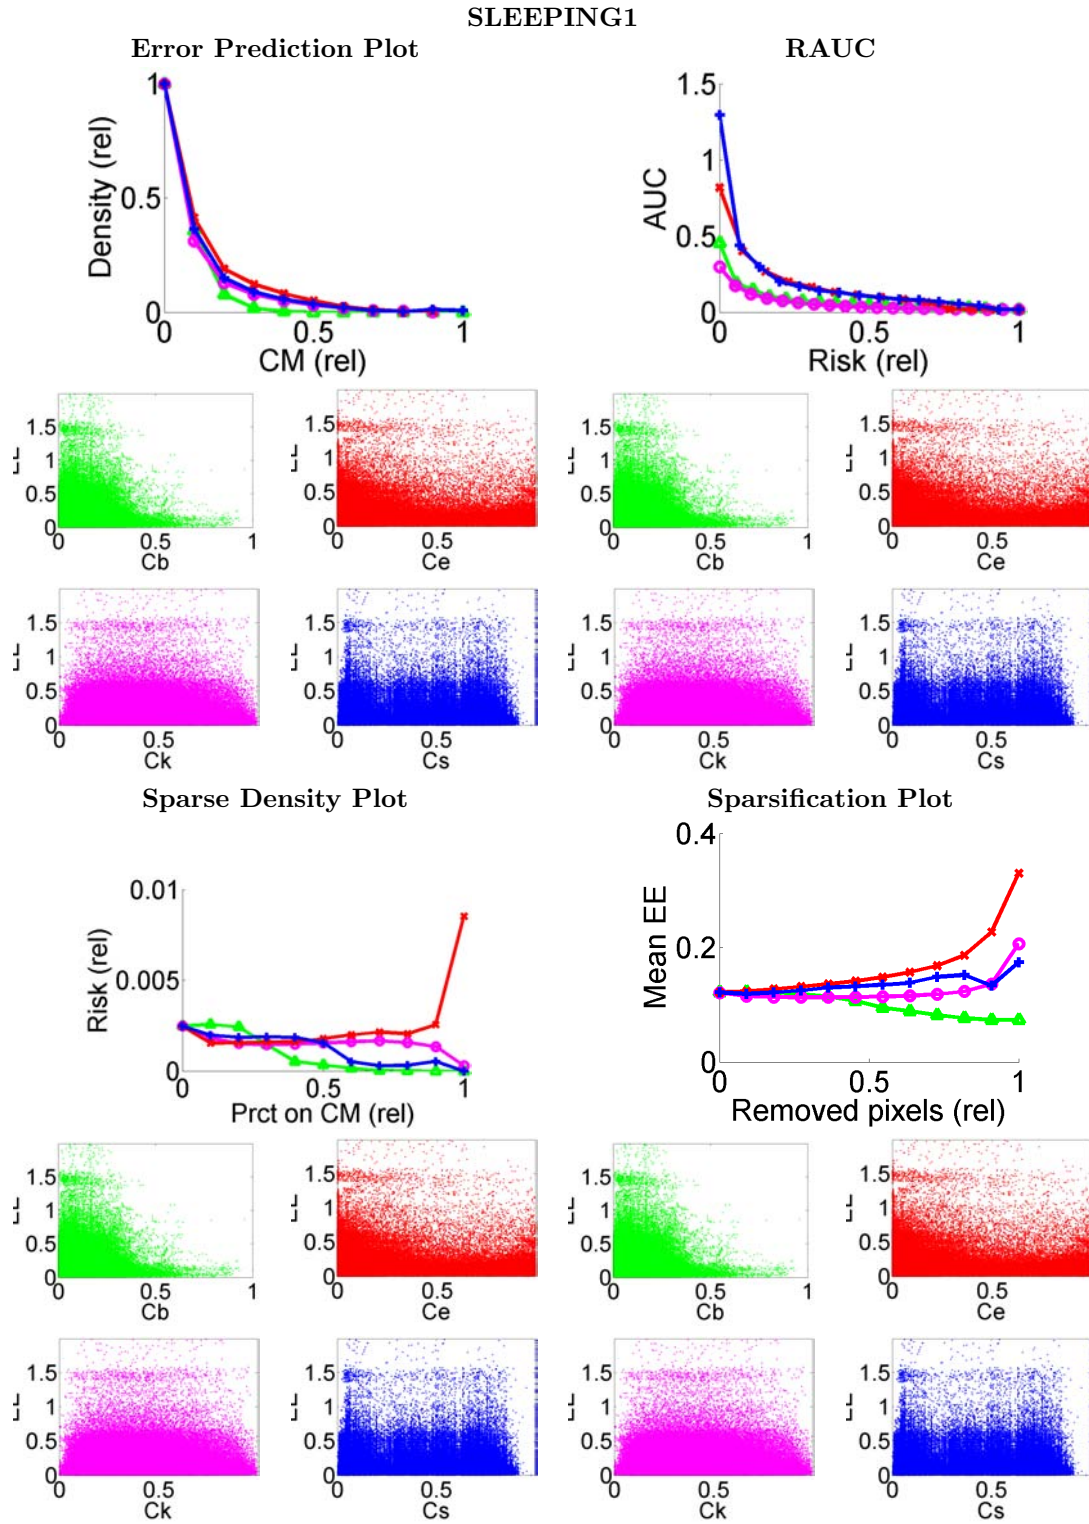 SLEEPING1
Error Prediction Plot
RAUC
1
0.5
0
Density (rel)
0 0.5 1
CM (rel)
1.5
1
0.5
0
AUC
0 0.5 1
Risk (rel)
1.5
1
0.5
0
0 0.5 1
Cb
1.5
1
0.5
0
0 0.5
Ce
1.5
1
0.5
0
0 0.5 1
Cb
1.5
1
0.5
0
0 0.5
Ce
1.5
1
0.5
0
0 0.5
Ck
1.5
1
0.5
0
0 0.5
Cs
1.5
1
0.5
0
0 0.5
Ck
1.5
1
0.5
0
0 0.5
Cs
Sparse Density Plot
Sparsification Plot
0.01
0.005
0
Risk (rel)
0 0.5 1
Prct on CM (rel)
0.4
0.2
0
Mean EE
0 0.5 1
Removed pixels (rel)
1.5
1
0.5
0
0 0.5 1
Cb
1.5
1
0.5
0
0 0.5
Ce
1.5
1
0.5
0
0 0.5 1
Cb
1.5
1
0.5
0
0 0.5
Ce
1.5
1
0.5
0
0 0.5
Ck
1.5
1
0.5
0
0 0.5
Cs
1.5
1
0.5
0
0 0.5
Ck
1.5
1
0.5
0
0 0.5
Cs